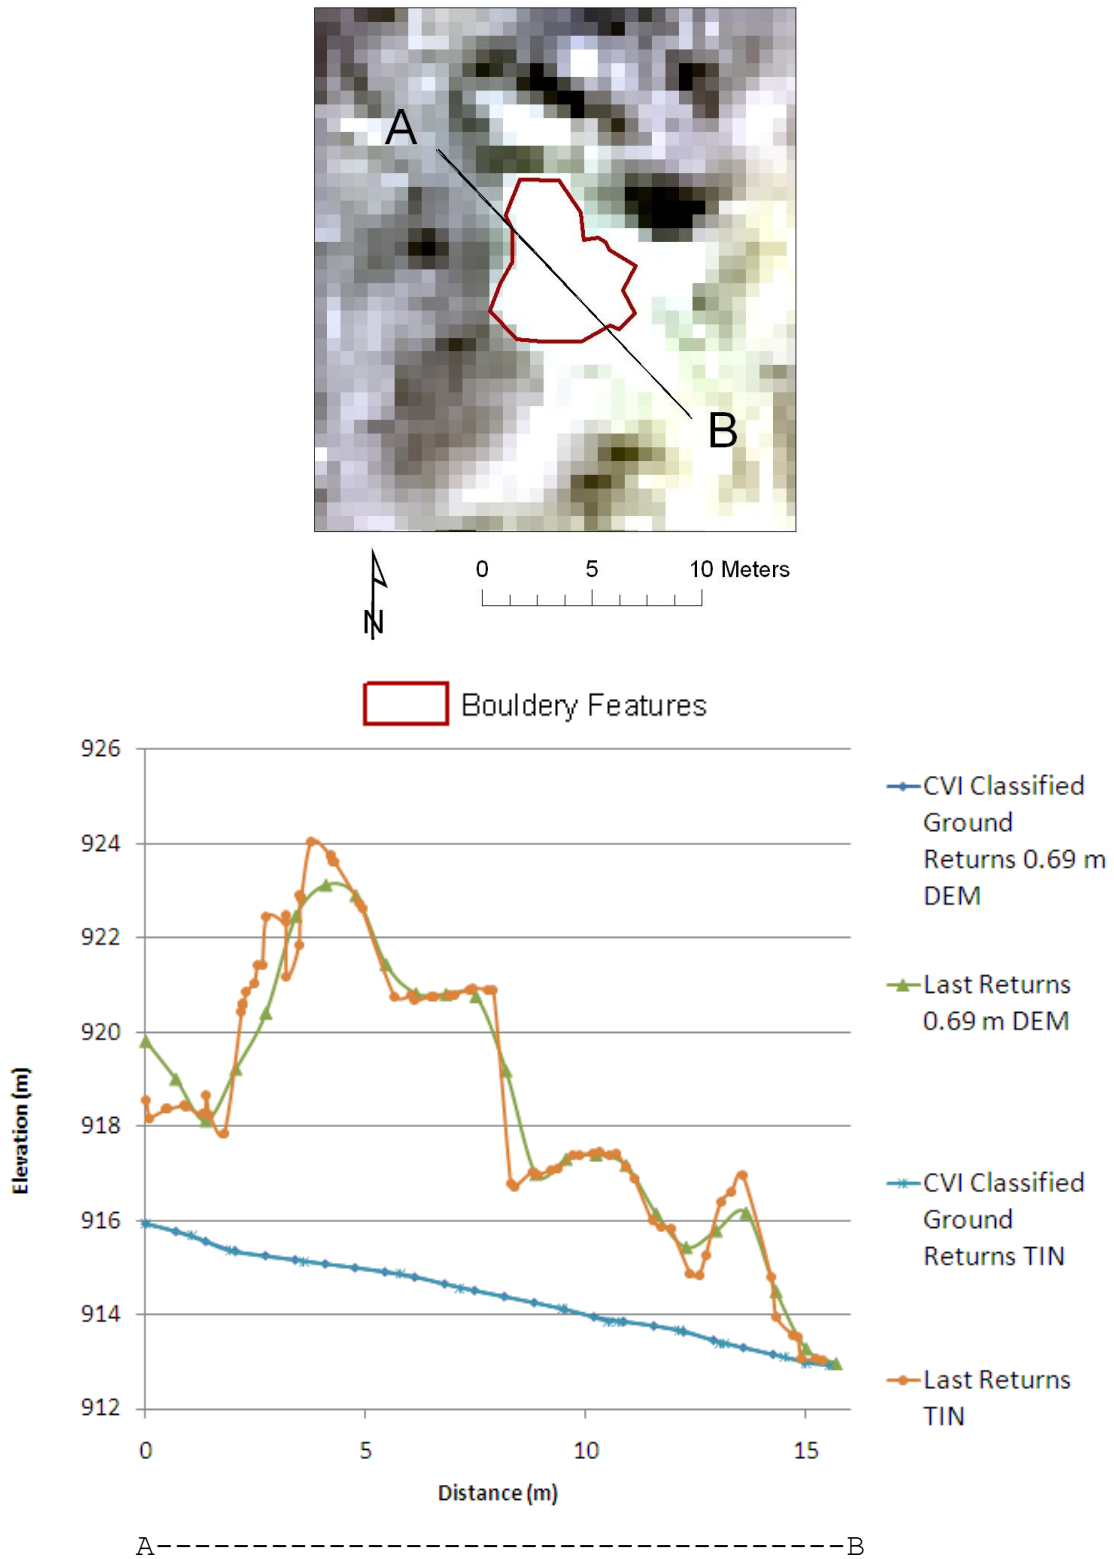 A
B
0 5 10 Meters
N
Bouldery Features
926
924
922
920
918
916
914
912
Elevation (m)
0 5 10 15
Distance (m)
CVI Classified
Ground
Returns 0.69 m
DEM
Last Returns
0.69 m DEM
CVI Classified
Ground
Returns TIN
Last Returns
TIN
A---------------------------------B